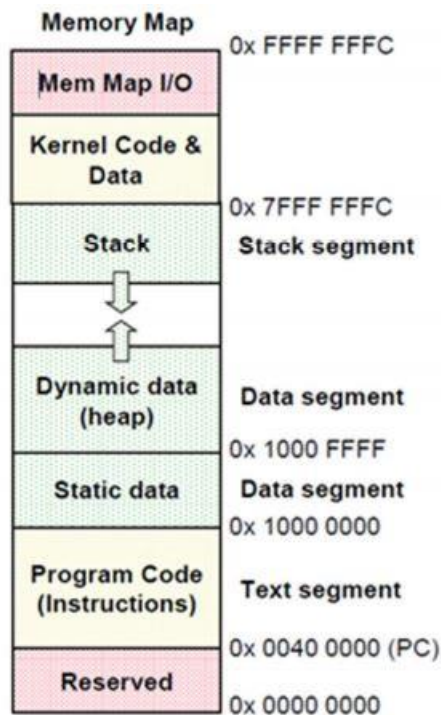 Memory Map
0x FFFF FFFC
Mem Map I/O
Kernel Code &
Data
0x 7FFF FFFC
Stack
Stack segment
Dynamic data
(heap)
Data segment
0x 1000 FFFF
Static data
Data segment
0x 1000 0000
Program Code
(Instructions)
Text segment
0x 0040 0000 (PC)
Reserved
0x 0000 0000